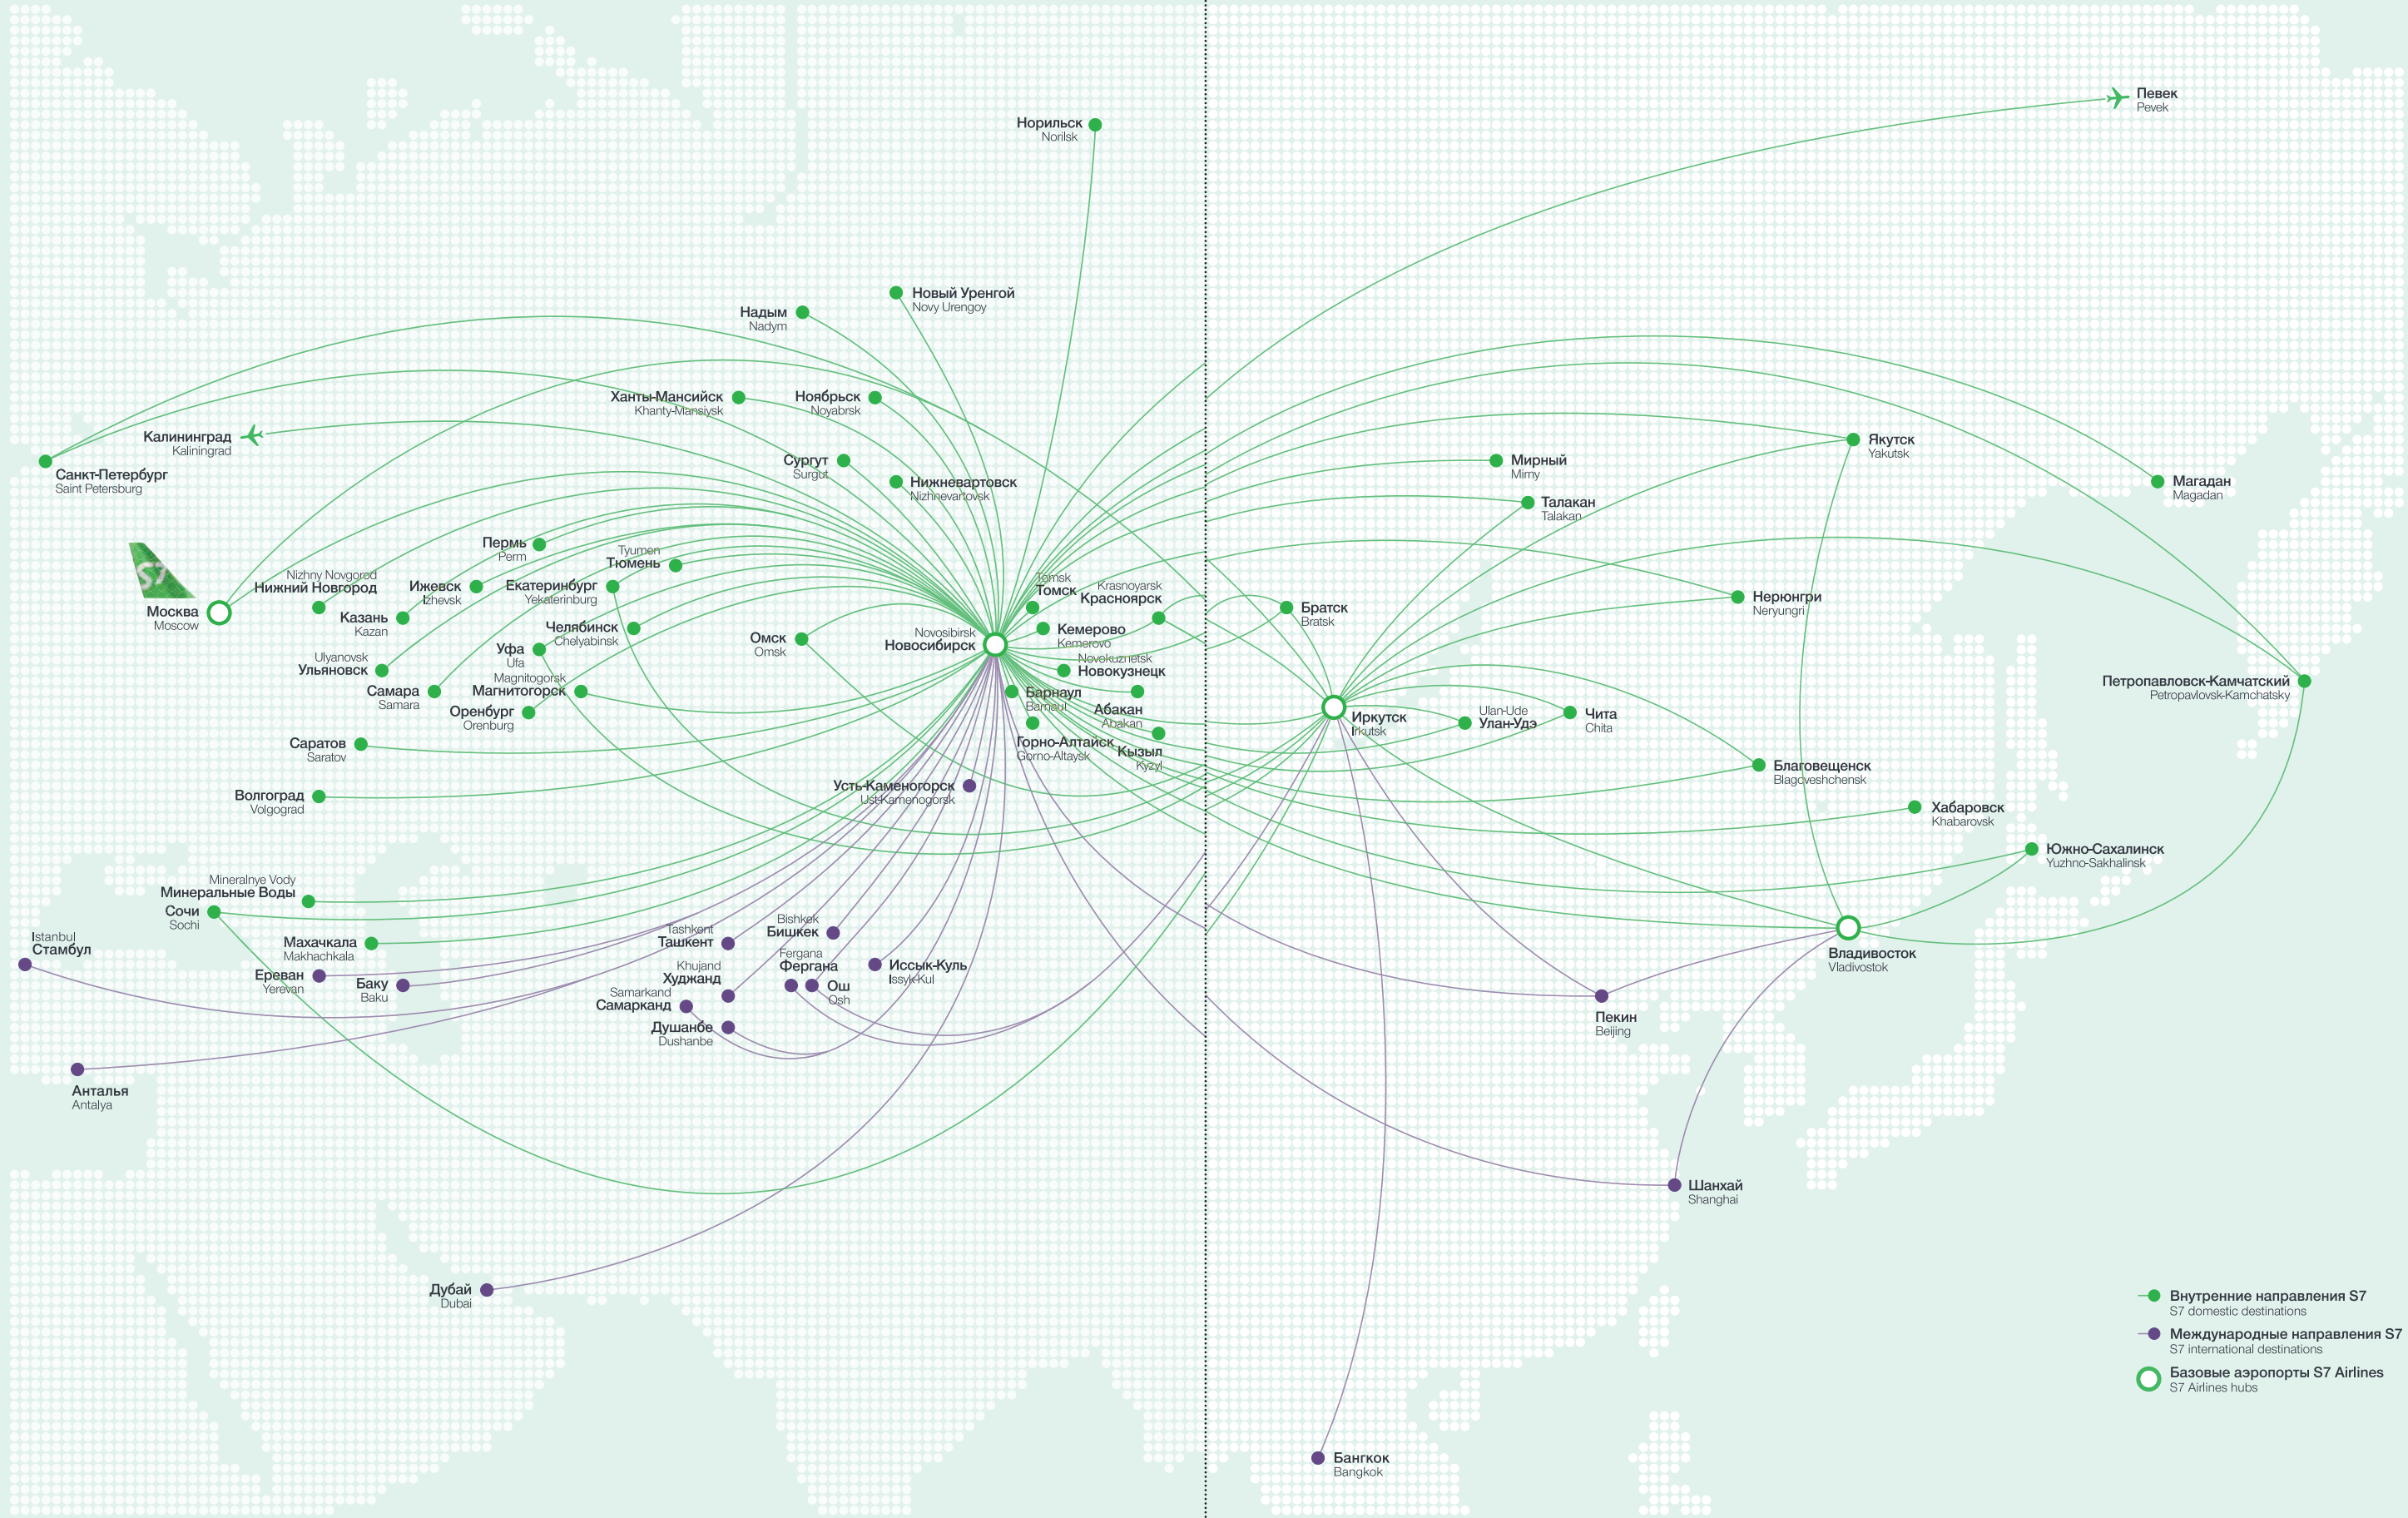 Певек
Pevek
Норильск
Norilsk
Новый Уренгой
Novy Urengoy
Надым
Nadym
Ханты-Мансийск
Khanty-Mansiysk
Ноябрьск
Noyabrsk
Калининград
Kaliningrad
Санкт-Петербург
Saint Petersburg
Сургут
Surgut
Нижневартовск
Nizhnevartovsk
Мирный
Mirny
Талакан
Talakan
Якутск
Yakutsk
Магадан
Magadan
S7
Москва
Moscow
Nizhny Novgorod
Нижний Новгород
Пермь
Perm
Tyumen
Тюмень
Ижевск
Izhevsk
Екатеринбург
Yekaterinburg
Казань
Kazan
Челябинск
Chelyabinsk
Уфа
Ufa
Ulyanovsk
Ульяновск
Самара
Samara
Magnitogorsk
Магнитогорск
Оренбург
Orenburg
Омск
Omsk
Novosibirsk
Новосибирск
Tomsk
Томск
Krasnoyarsk
Красноярск
Кемерово
Kemerovo
Novokuznetsk
Новокузнецк
Барнаул
Barnaul
Абакан
Abakan
Горно-Алтайск
Gorno-Altaysk
Кызыл
Kyzyl
Братск
Bratsk
Нерюнгри
Neryungri
Иркутск
Irkutsk
Ulan-Ude
Улан-Удэ
Чита
Chita
Петропавловск-Камчатский
Petropavlovsk-Kamchatsky
Благовещенск
Blagoveshchensk
Хабаровск
Khabarovsk
Южно-Сахалинск
Yuzhno-Sakhalinsk
Владивосток
Vladivostok
Саратов
Saratov
Волгоград
Volgograd
Усть-Каменогорск
Ust-Kamenogorsk
Mineralnye Vody
Минеральные Воды
Сочи
Sochi
Istanbul
Стамбул
Махачкала
Makhachkala
Ереван
Yerevan
Баку
Baku
Анталья
Antalya
Tashkent
Ташкент
Bishkek
Бишкек
Khujand
Худжанд
Fergana
Фергана
Иссык-Куль
Issyk-Kul
Ош
Osh
Samarkand
Самарканд
Душанбе
Dushanbe
Пекин
Beijing
Шанхай
Shanghai
Дубай
Dubai
Бангкок
Bangkok
Внутренние направления S7
S7 domestic destinations
Международные направления S7
S7 international destinations
Базовые аэропорты S7 Airlines
S7 Airlines hubs